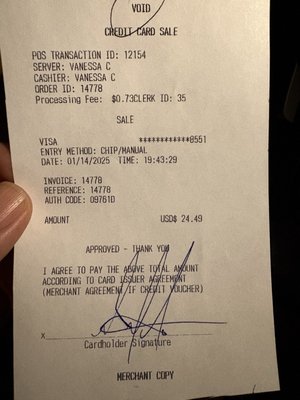 VOID
CREDIT CARD SALE
POS TRANSACTION ID: 12154
SERVER: VANESSA C
CASHIER: VANESSA C
ORDER ID: 14778
Processing Fee: $0.73CLERK ID: 35
SALE
VISA ************8551
ENTRY METHOD: CHIP/MANUAL
DATE: 01/14/2025 TIME: 19:43:29
INVOICE: 14778
REFERENCE: 14778
AUTH CODE: 09761D
AMOUNT USD$ 24.49
APPROVED - THANK YOU
I AGREE TO PAY THE ABOVE TOTAL AMOUNT
ACCORDING TO CARD ISSUER AGREEMENT
(MERCHANT AGREEMENT IF CREDIT VOUCHER)
X
Cardholder Signature
MERCHANT COPY